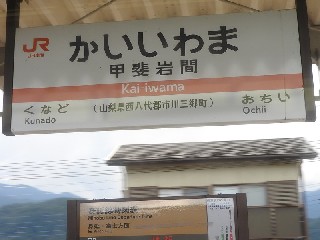 JR
かいいわま
甲斐岩間
Kai-iwama
くなど
Kunado
(山梨県西八代郡市川三郷町)
おちい
Ochii